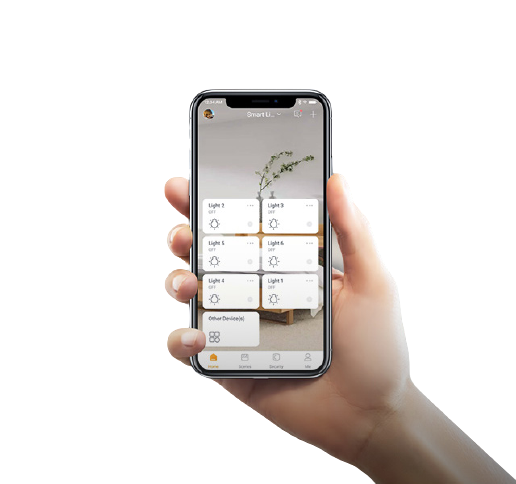 Smart Li...
Light 2
OFF
Light 3
OFF
Light 5
OFF
Light 6
OFF
Light 4
OFF
Light 1
OFF
Other Device(s)
Home
Scenes
Security
Me